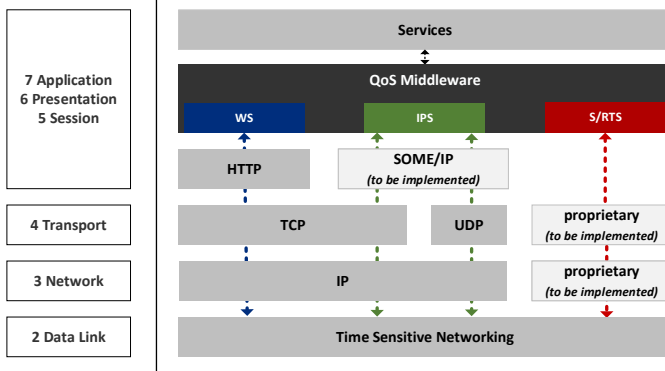 7 Application
6 Presentation
5 Session
Services
QoS Middleware
WS
IPS
S/RTS
HTTP
SOME/IP
(to be implemented)
4 Transport
TCP
UDP
proprietary
(to be implemented)
3 Network
IP
proprietary
(to be implemented)
2 Data Link
Time Sensitive Networking